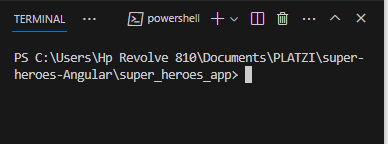 TERMINAL
powershell
PS C:\Users\Hp Revolve 810\Documents\PLATZI\super-
heroes-Angular\super_heroes_app>